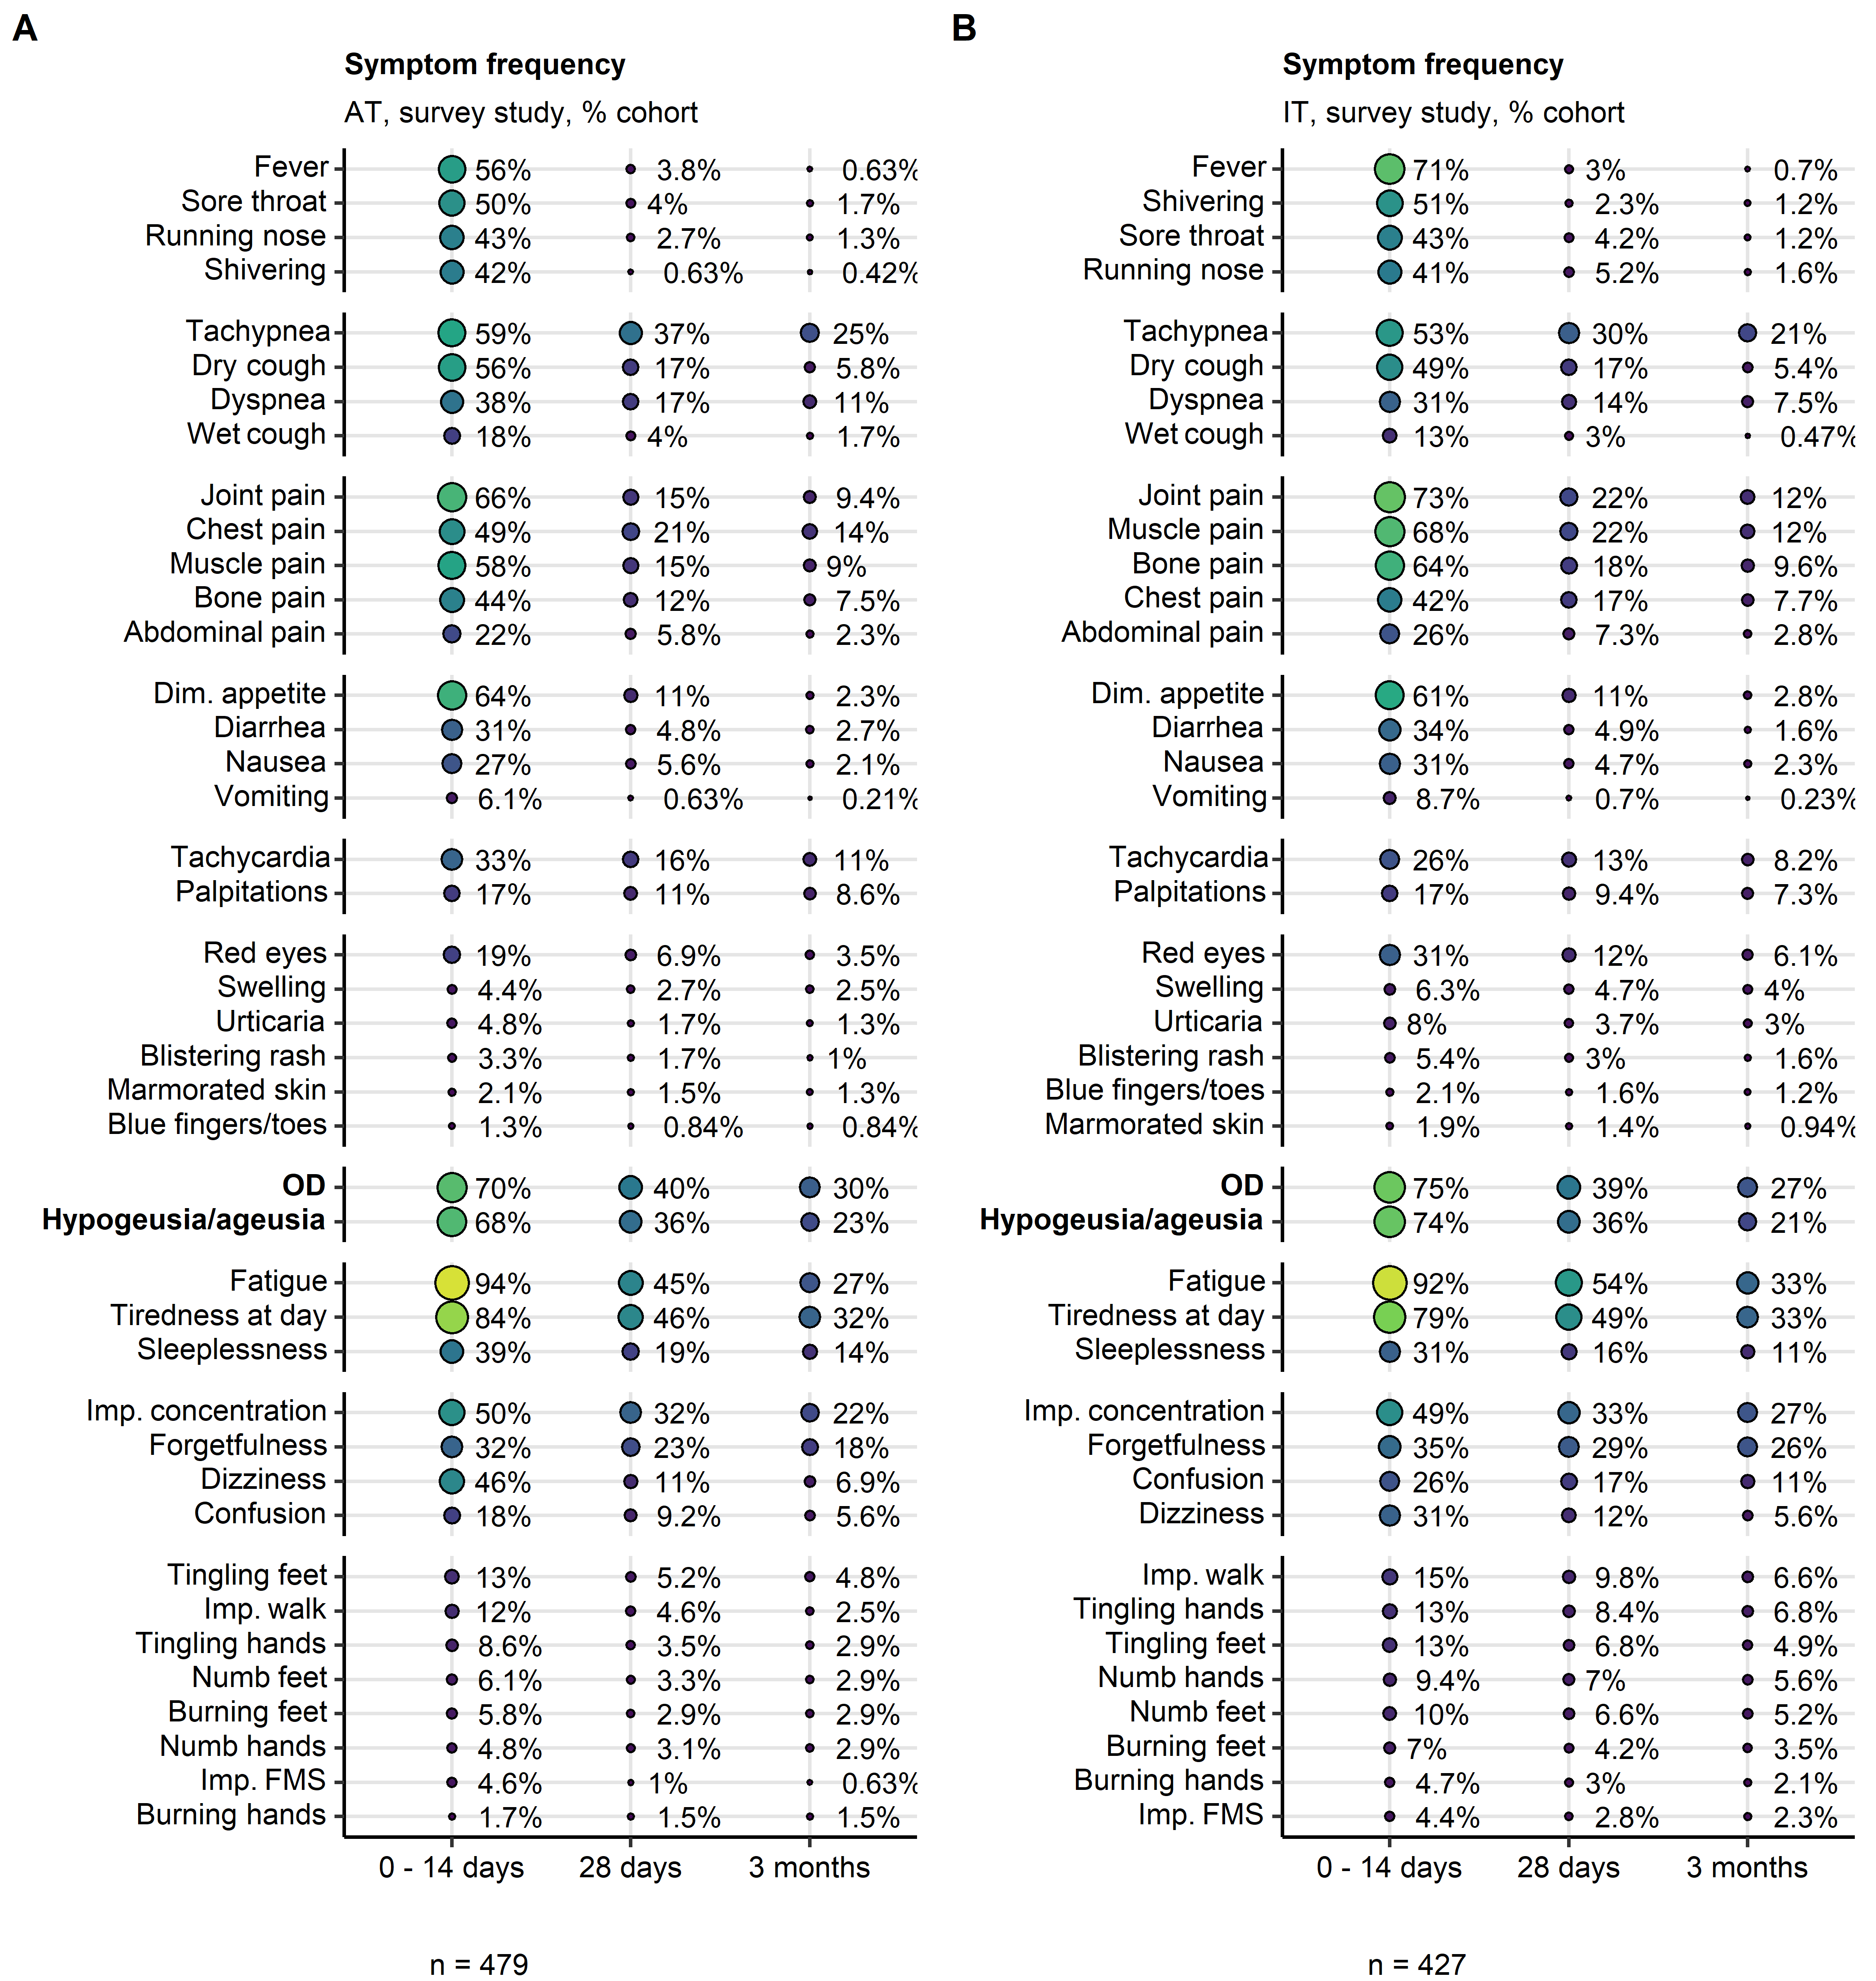 A
Symptom frequency
AT, survey study, % cohort
Fever 56% 3.8% 0.63%
Sore throat 50% 4% 1.7%
Running nose 43% 2.7% 1.3%
Shivering 42% 0.63% 0.42%
Tachypnea 59% 37% 25%
Dry cough 56% 17% 5.8%
Dyspnea 38% 17% 11%
Wet cough 18% 4% 1.7%
Joint pain 66% 15% 9.4%
Chest pain 49% 21% 14%
Muscle pain 58% 15% 9%
Bone pain 44% 12% 7.5%
Abdominal pain 22% 5.8% 2.3%
Dim. appetite 64% 11% 2.3%
Diarrhea 31% 4.8% 2.7%
Nausea 27% 5.6% 2.1%
Vomiting 6.1% 0.63% 0.21%
Tachycardia 33% 16% 11%
Palpitations 17% 11% 8.6%
Red eyes 19% 6.9% 3.5%
Swelling 4.4% 2.7% 2.5%
Urticaria 4.8% 1.7% 1.3%
Blistering rash 3.3% 1.7% 1%
Marmorated skin 2.1% 1.5% 1.3%
Blue fingers/toes 1.3% 0.84% 0.84%
OD 70% 40% 30%
Hypogeusia/ageusia 68% 36% 23%
Fatigue 94% 45% 27%
Tiredness at day 84% 46% 32%
Sleeplessness 39% 19% 14%
Imp. concentration 50% 32% 22%
Forgetfulness 32% 23% 18%
Dizziness 46% 11% 6.9%
Confusion 18% 9.2% 5.6%
Tingling feet 13% 5.2% 4.8%
Imp. walk 12% 4.6% 2.5%
Tingling hands 8.6% 3.5% 2.9%
Numb feet 6.1% 3.3% 2.9%
Burning feet 5.8% 2.9% 2.9%
Numb hands 4.8% 3.1% 2.9%
Imp. FMS 4.6% 1% 0.63%
Burning hands 1.7% 1.5% 1.5%
0 - 14 days 28 days 3 months
n = 479
B
Symptom frequency
IT, survey study, % cohort
Fever 71% 3% 0.7%
Shivering 51% 2.3% 1.2%
Sore throat 43% 4.2% 1.2%
Running nose 41% 5.2% 1.6%
Tachypnea 53% 30% 21%
Dry cough 49% 17% 5.4%
Dyspnea 31% 14% 7.5%
Wet cough 13% 3% 0.47%
Joint pain 73% 22% 12%
Muscle pain 68% 22% 12%
Bone pain 64% 18% 9.6%
Chest pain 42% 17% 7.7%
Abdominal pain 26% 7.3% 2.8%
Dim. appetite 61% 11% 2.8%
Diarrhea 34% 4.9% 1.6%
Nausea 31% 4.7% 2.3%
Vomiting 8.7% 0.7% 0.23%
Tachycardia 26% 13% 8.2%
Palpitations 17% 9.4% 7.3%
Red eyes 31% 12% 6.1%
Swelling 6.3% 4.7% 4%
Urticaria 8% 3.7% 3%
Blistering rash 5.4% 3% 1.6%
Blue fingers/toes 2.1% 1.6% 1.2%
Marmorated skin 1.9% 1.4% 0.94%
OD 75% 39% 27%
Hypogeusia/ageusia 74% 36% 21%
Fatigue 92% 54% 33%
Tiredness at day 79% 49% 33%
Sleeplessness 31% 16% 11%
Imp. concentration 49% 33% 27%
Forgetfulness 35% 29% 26%
Confusion 26% 17% 11%
Dizziness 31% 12% 5.6%
Imp. walk 15% 9.8% 6.6%
Tingling hands 13% 8.4% 6.8%
Tingling feet 13% 6.8% 4.9%
Numb hands 9.4% 7% 5.6%
Numb feet 10% 6.6% 5.2%
Burning feet 7% 4.2% 3.5%
Burning hands 4.7% 3% 2.1%
Imp. FMS 4.4% 2.8% 2.3%
0 - 14 days 28 days 3 months
n = 427